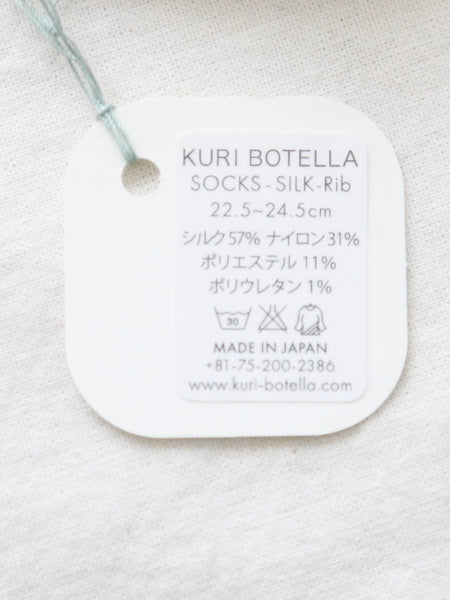 KURI BOTELLA
SOCKS-SILK-Rib
22.5~24.5cm
シルク57% ナイロン31%
ポリエステル 11%
ポリウレタン 1%
30
MADE IN JAPAN
+81-75-200-2386
www.kuri-botella.com